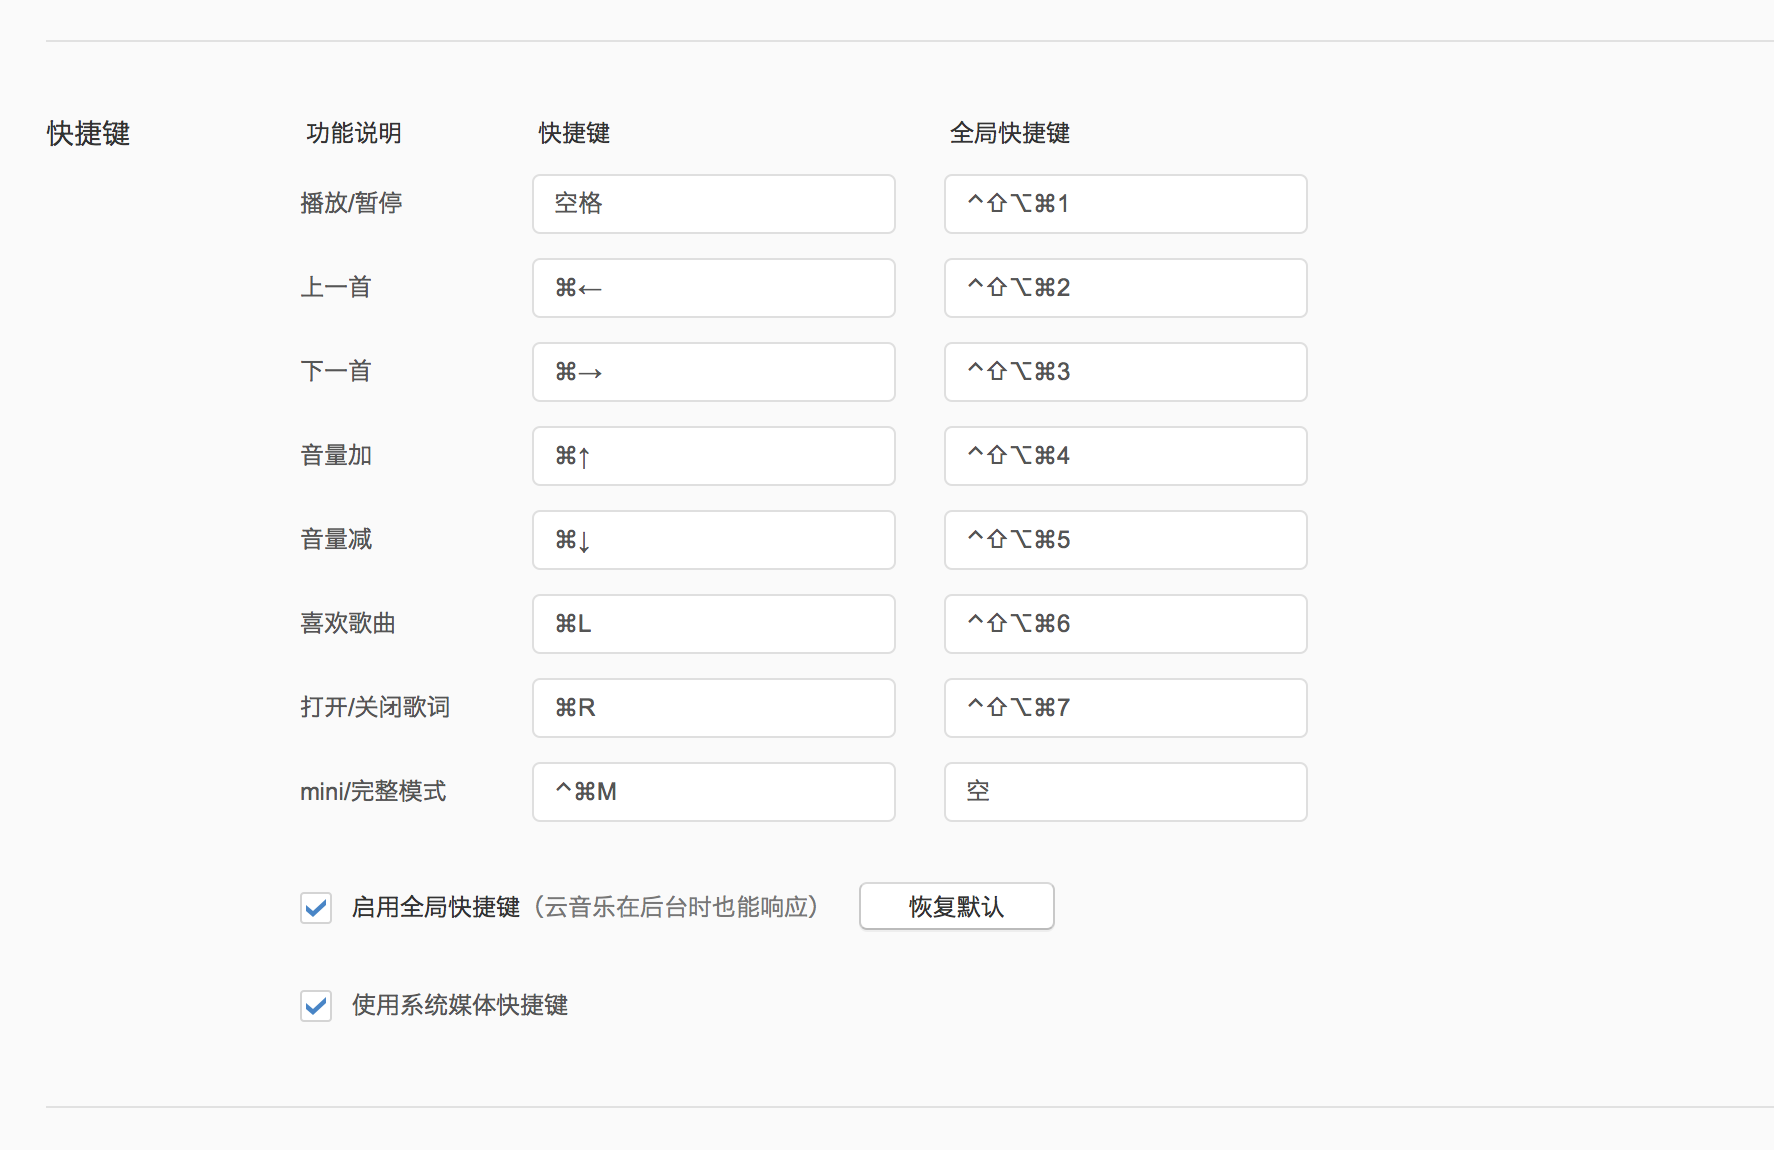 快捷键 功能说明 快捷键 全局快捷键
播放/暂停 空格 ^⇧⌥⌘1
上一首 ⌘← ^⇧⌥⌘2
下一首 ⌘→ ^⇧⌥⌘3
音量加 ⌘↑ ^⇧⌥⌘4
音量减 ⌘↓ ^⇧⌥⌘5
喜欢歌曲 ⌘L ^⇧⌥⌘6
打开/关闭歌词 ⌘R ^⇧⌥⌘7
mini/完整模式 ^⌘M 空
启用全局快捷键（云音乐在后台时也能响应） 恢复默认
使用系统媒体快捷键